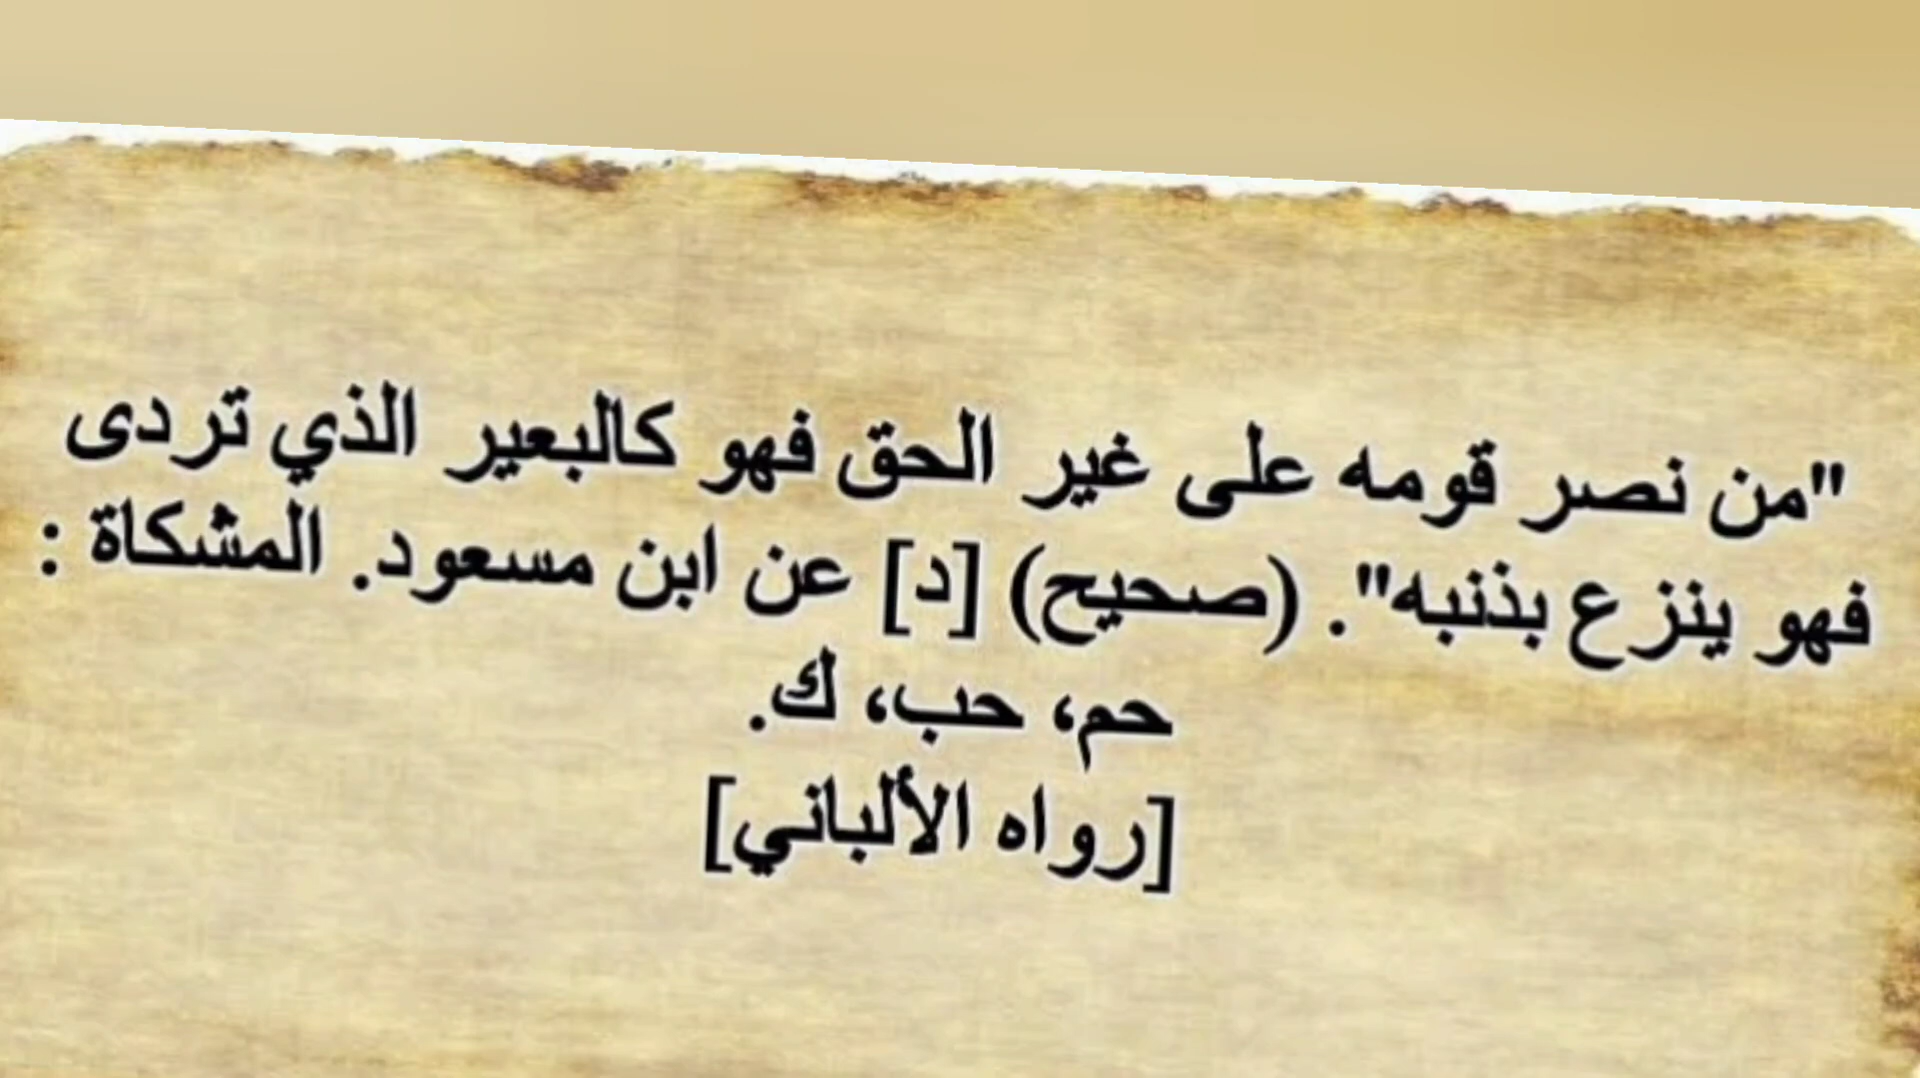 "من نصر قومه على غير الحق فهو كالبعير الذي تردى
فهو ينزع بذنبه". (صحيح) [د] عن ابن مسعود. المشكاة :
حم، حب، ك.
[رواه الألباني]